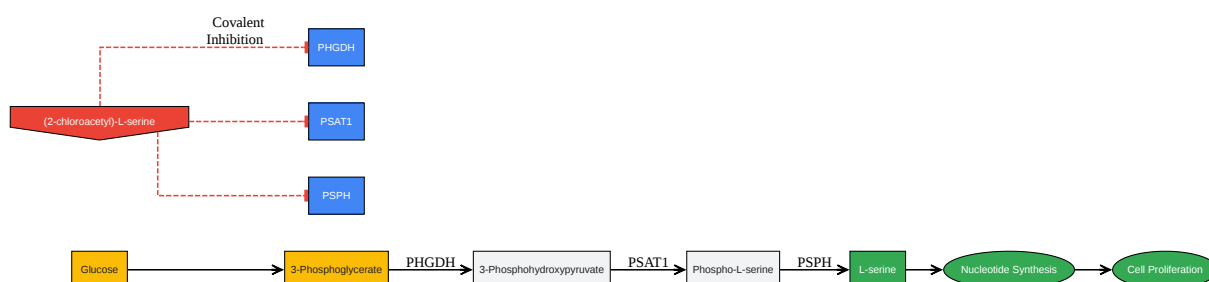 Covalent
Inhibition
PHGDH
(2-chloroacetyl)-L-serine
PSAT1
PSPH
Glucose
3-Phosphoglycerate
PHGDH
3-Phosphohydroxypyruvate
PSAT1
Phospho-L-serine
PSPH
L-serine
Nucleotide Synthesis
Cell Proliferation